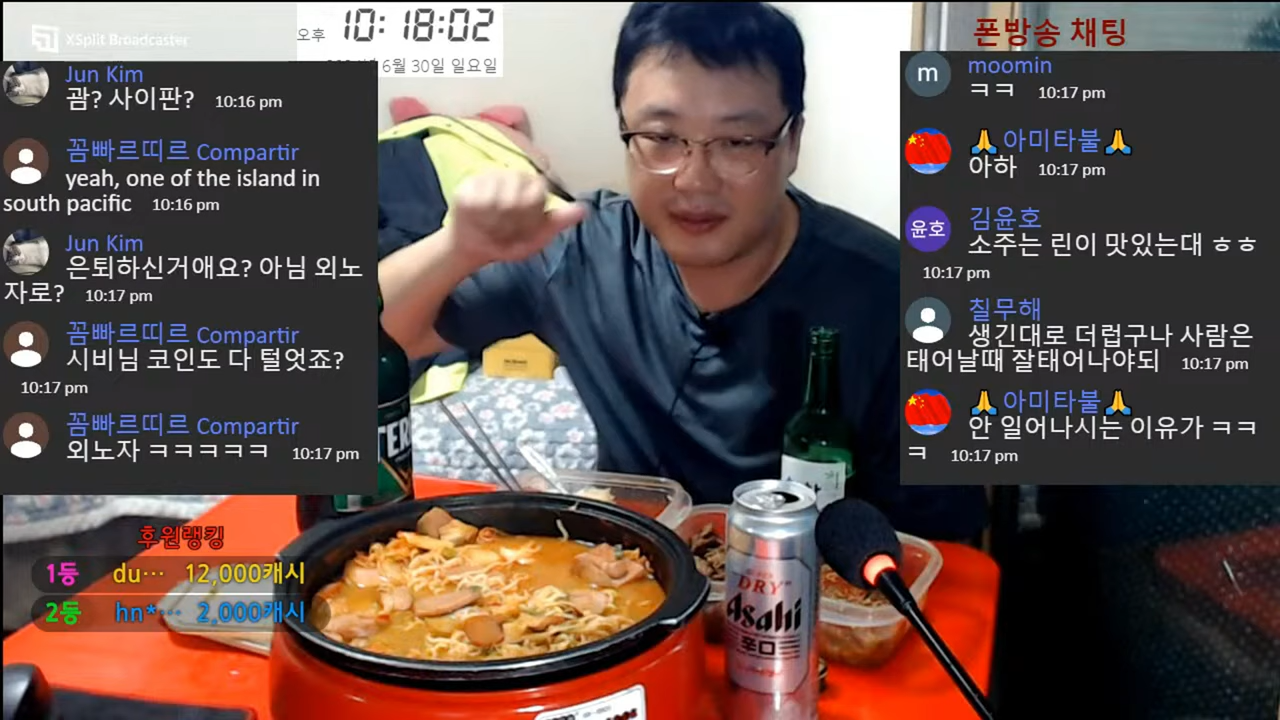 XSplit Broadcaster
오후 10:18:02
6월 30일 일요일
Jun Kim
괌? 사이판? 10:16 pm
꼼빠르띠르 Compartir
yeah, one of the island in
south pacific 10:16 pm
Jun Kim
은퇴하신거애요? 아님 외노
자로? 10:17 pm
꼼빠르띠르 Compartir
시비님 코인도 다 털엇죠?
10:17 pm
꼼빠르띠르 Compartir
외노자 ㅋㅋㅋㅋㅋ 10:17 pm
후원랭킹
1등 du… 12,000캐시
2등 hn*… 2,000캐시
폰방송 채팅
m
moomin
ㅋㅋ 10:17 pm
🙏아미타불🙏
아하 10:17 pm
윤호
김윤호
소주는 린이 맛있는대 ㅎㅎ
10:17 pm
칠무해
생긴대로 더럽구나 사람은
태어날때 잘태어나야되 10:17 pm
🙏아미타불🙏
안 일어나시는 이유가 ㅋㅋ
ㅋ 10:17 pm
TER
DRY
Asahi
辛口